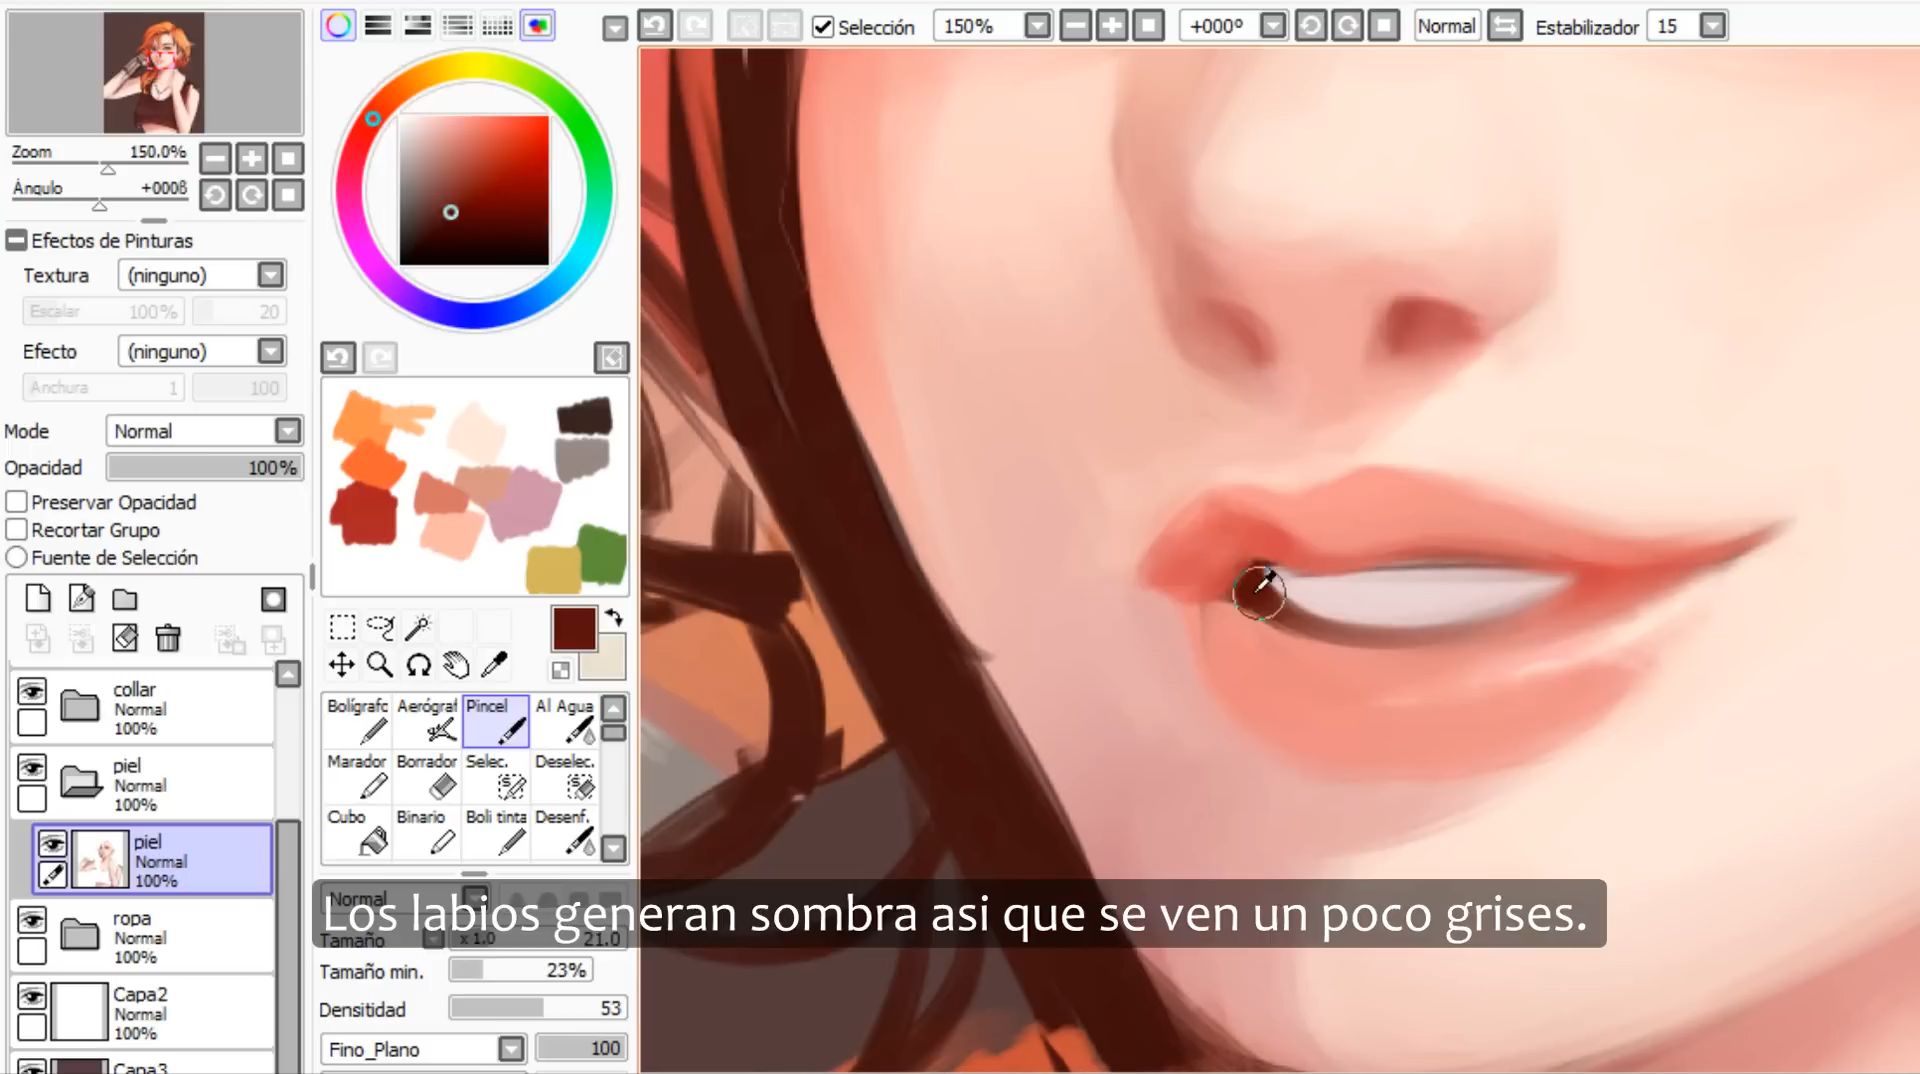 Selección
150%
+000º
Normal
Estabilizador
15
Zoom
150.0%
Ángulo
+000ß
Efectos de Pinturas
Textura
(ninguno)
Escalar
100%
20
Efecto
(ninguno)
Anchura
1
100
Mode
Normal
Opacidad
100%
Preservar Opacidad
Recortar Grupo
Fuente de Selección
collar
Normal
100%
piel
Normal
100%
piel
Normal
100%
ropa
Normal
100%
Capa2
Normal
100%
Capa3
Bolígrafc
Aerógraf
Pincel
Al Agua
Marador
Borrador
Selec.
Deselec.
Cubo
Binario
Boli tinta
Desenf.
Normal
Los labios generan sombra asi que se ven un poco grises.
Tamaño
x 1.0
21.0
Tamaño min.
23%
Densitidad
53
Fino_Plano
100